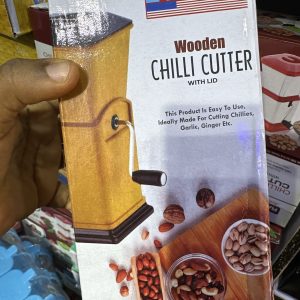 Wooden
CHILLI CUTTER
WITH LID
This Product Is Easy To Use,
Ideally Made For Cutting Chillies,
Garlic, Ginger Etc.